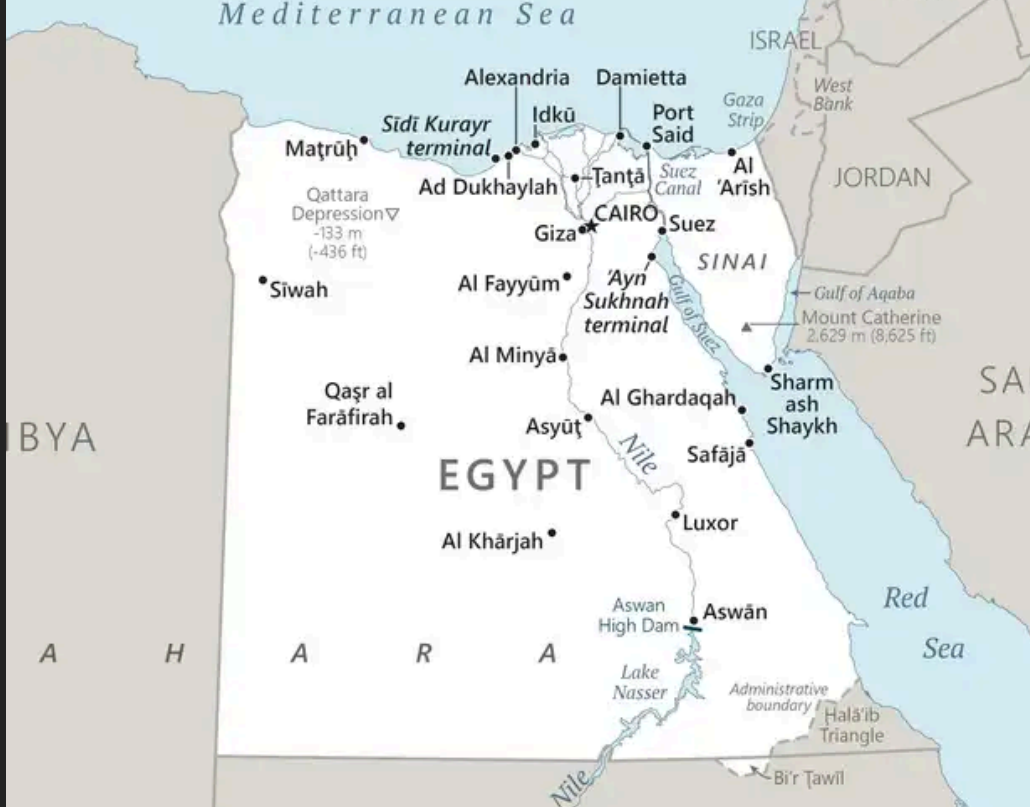 Mediterranean Sea
ISRAEL
Alexandria
Damietta
West
Bank
Gaza
Strip
Idkū
Port
Said
Sīdī Kurayr
terminal
Maţrūḩ
Al
'Arīsh
Suez
Canal
Ţanţā
Ad Dukhaylah
JORDAN
Qattara
Depression
-133 m
(-436 ft)
CAIRO
Giza
Suez
SINAI
Sīwah
Al Fayyūm
'Ayn
Sukhnah
terminal
Gulf of Suez
Gulf of Aqaba
Mount Catherine
2,629 m (8,625 ft)
Al Minyā
Sharm
ash
Shaykh
SA
ARA
Qaşr al
Farāfirah
Al Ghardaqah
Asyūţ
IBYA
Nile
Safājā
EGYPT
Luxor
Al Khārjah
Aswan
High Dam
Aswān
Red
Sea
A H A R A
Lake
Nasser
Administrative
boundary
Ḩalā'ib
Triangle
Nile
Bi'r Ţawīl